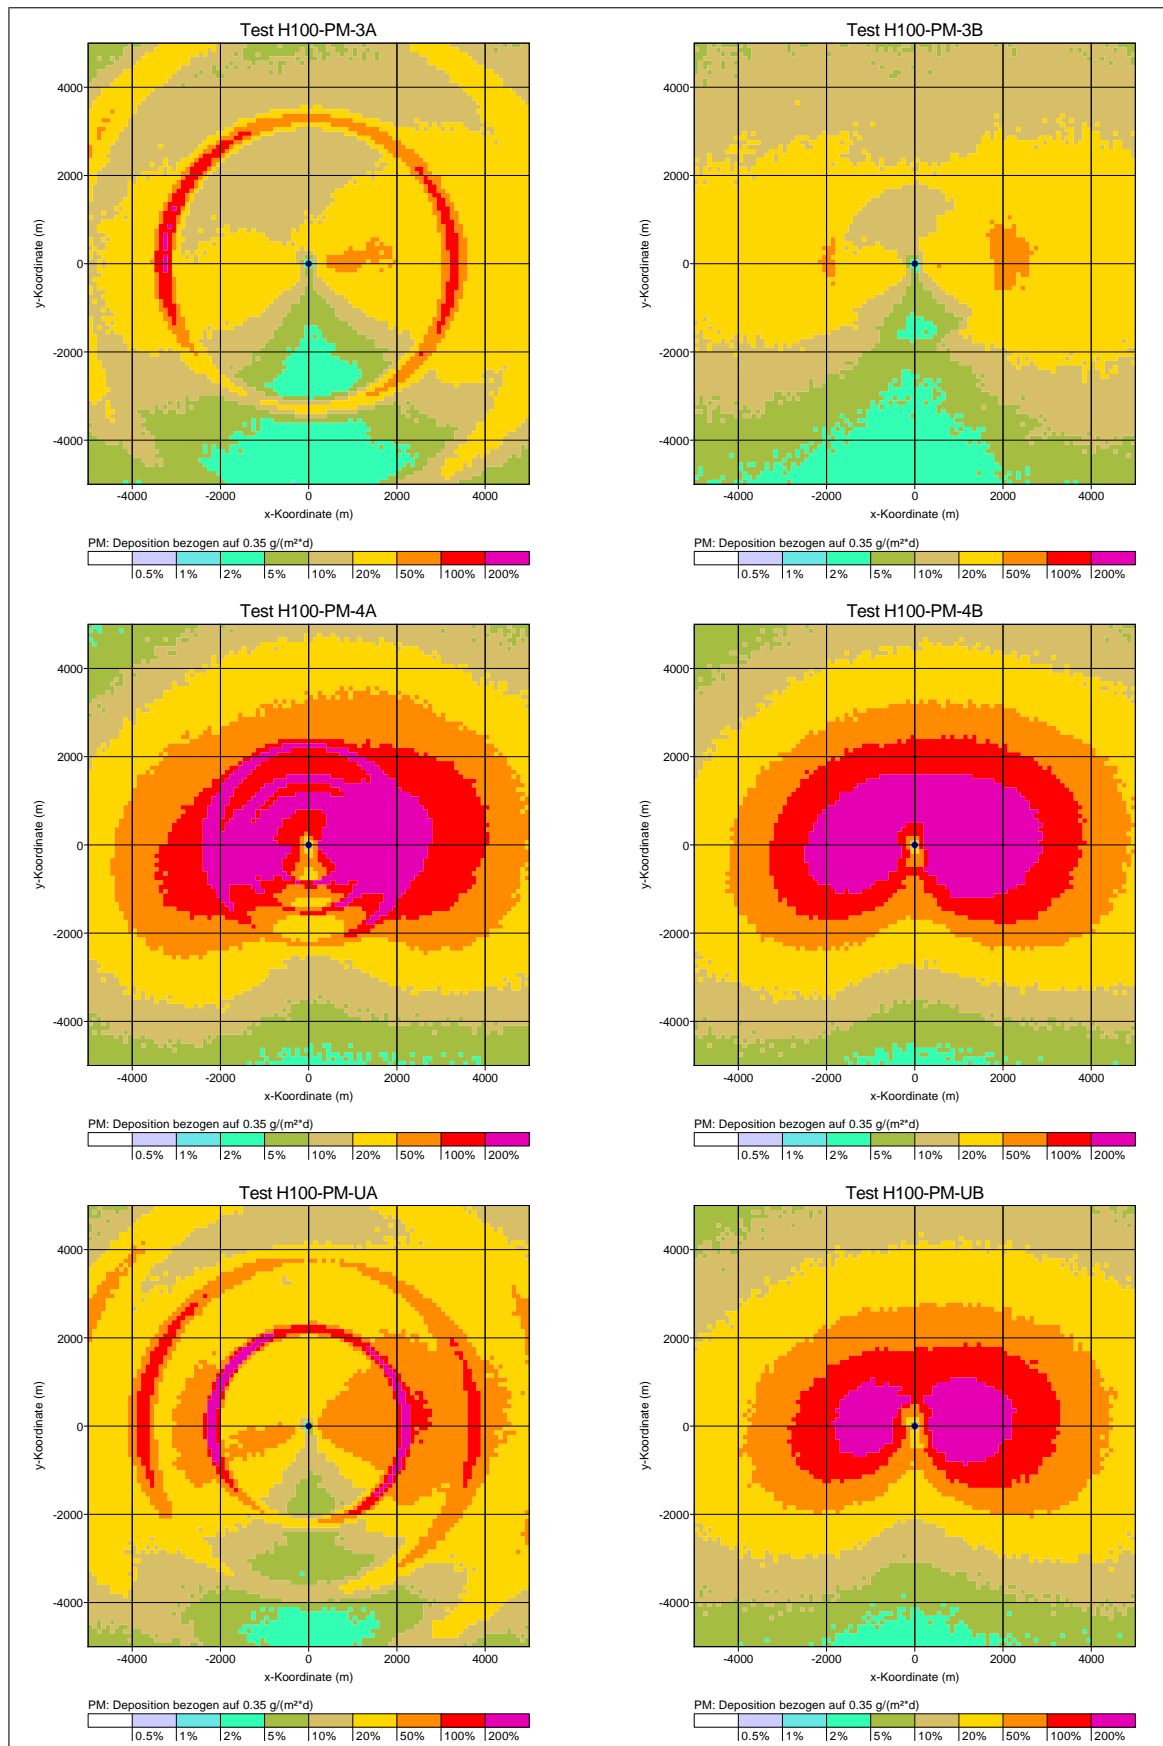 Test H100-PM-3A
4000
2000
0
-2000
-4000
y-Koordinate (m)
-4000 -2000 0 2000 4000
x-Koordinate (m)
PM: Deposition bezogen auf 0.35 g/(m²*d)
0.5% 1% 2% 5% 10% 20% 50% 100% 200%
Test H100-PM-3B
4000
2000
0
-2000
-4000
y-Koordinate (m)
-4000 -2000 0 2000 4000
x-Koordinate (m)
PM: Deposition bezogen auf 0.35 g/(m²*d)
0.5% 1% 2% 5% 10% 20% 50% 100% 200%
Test H100-PM-4A
4000
2000
0
-2000
-4000
y-Koordinate (m)
-4000 -2000 0 2000 4000
x-Koordinate (m)
PM: Deposition bezogen auf 0.35 g/(m²*d)
0.5% 1% 2% 5% 10% 20% 50% 100% 200%
Test H100-PM-4B
4000
2000
0
-2000
-4000
y-Koordinate (m)
-4000 -2000 0 2000 4000
x-Koordinate (m)
PM: Deposition bezogen auf 0.35 g/(m²*d)
0.5% 1% 2% 5% 10% 20% 50% 100% 200%
Test H100-PM-UA
4000
2000
0
-2000
-4000
y-Koordinate (m)
-4000 -2000 0 2000 4000
x-Koordinate (m)
PM: Deposition bezogen auf 0.35 g/(m²*d)
0.5% 1% 2% 5% 10% 20% 50% 100% 200%
Test H100-PM-UB
4000
2000
0
-2000
-4000
y-Koordinate (m)
-4000 -2000 0 2000 4000
x-Koordinate (m)
PM: Deposition bezogen auf 0.35 g/(m²*d)
0.5% 1% 2% 5% 10% 20% 50% 100% 200%